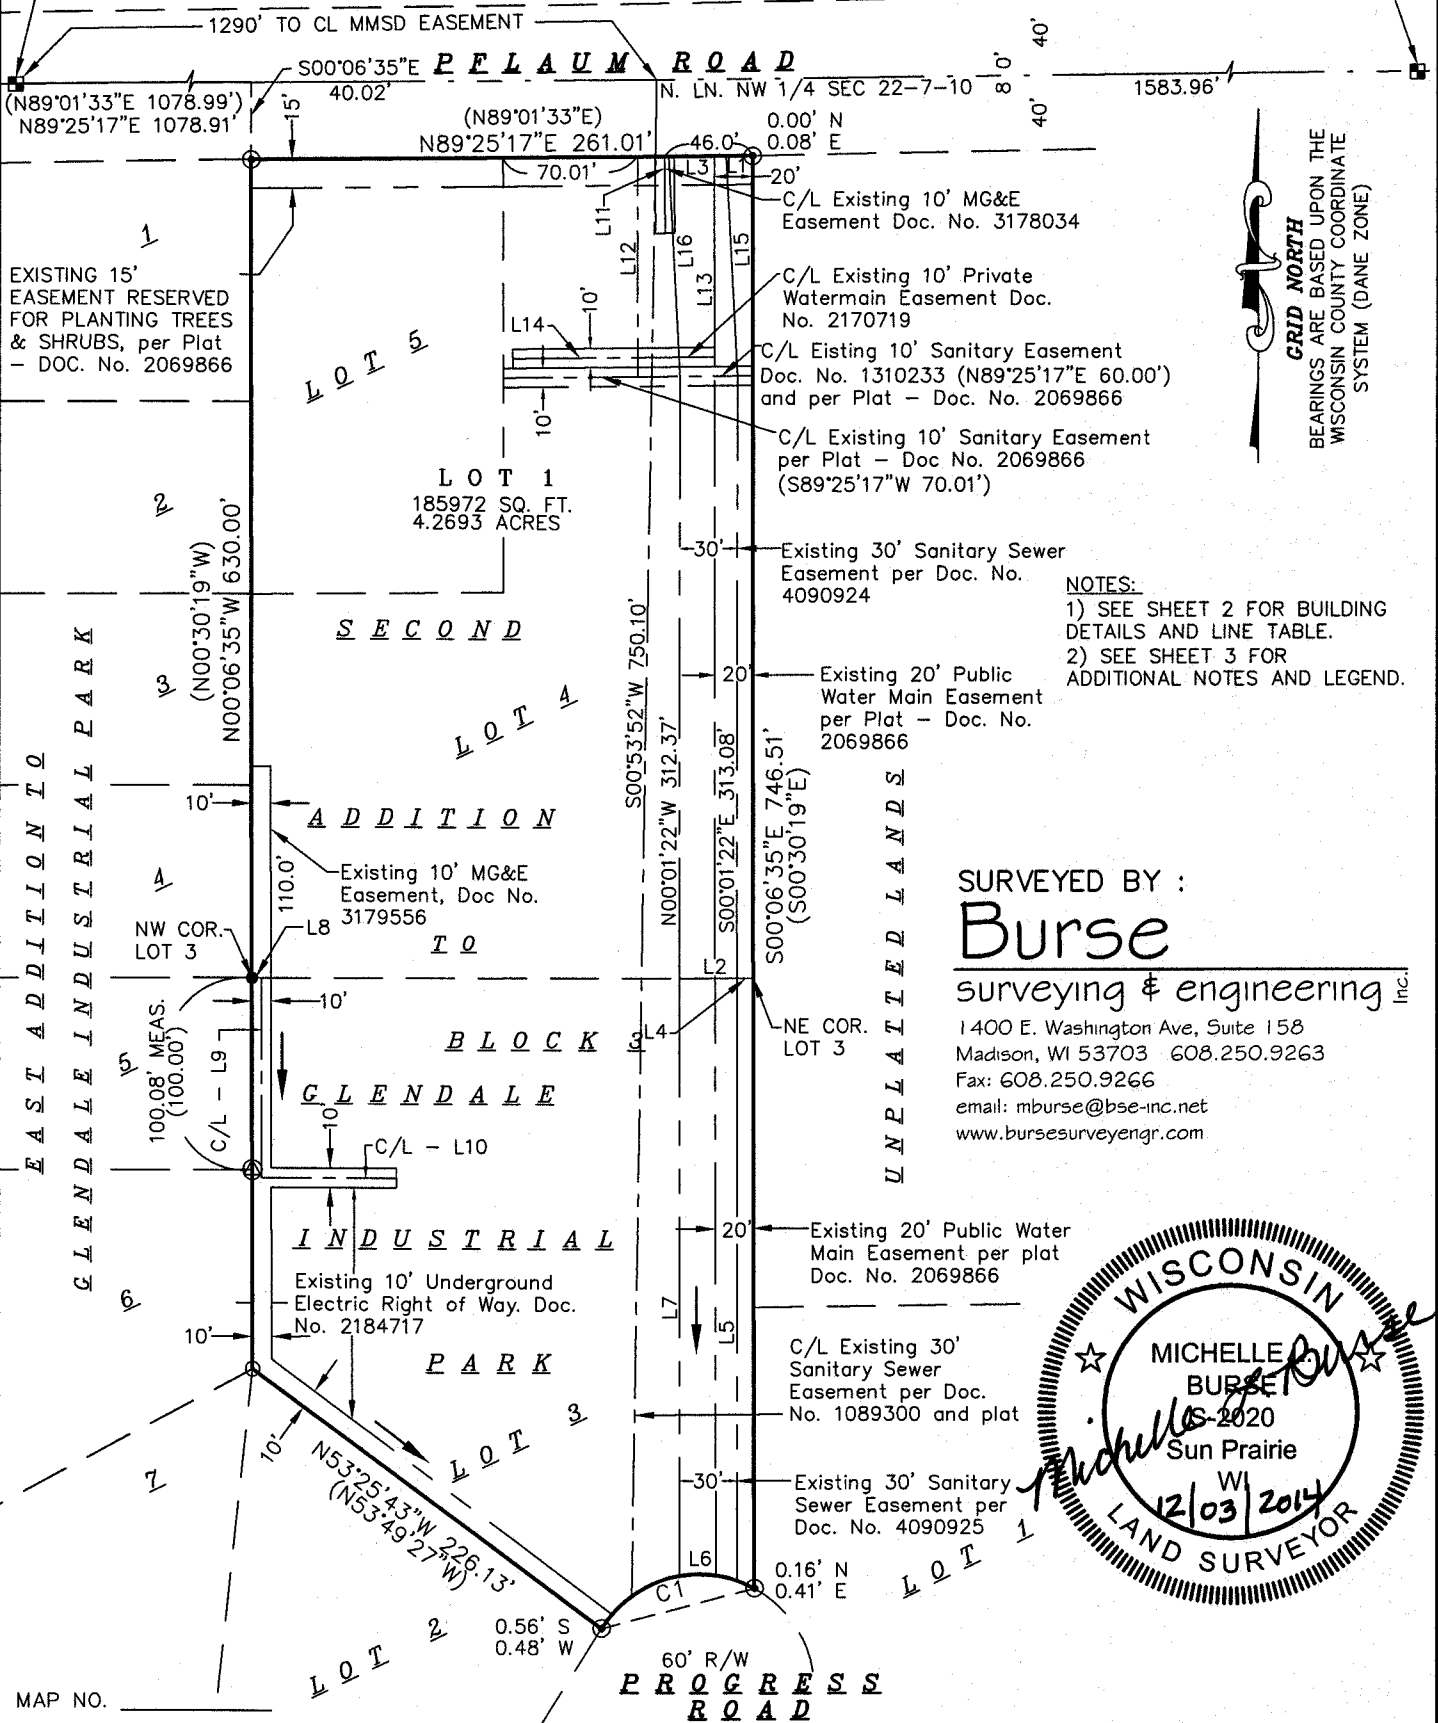 1290' TO CL MMSD EASEMENT
S00°06'35"E
40.02'
PFLAUM ROAD
N. LN. NW 1/4 SEC 22-7-10
80'
40'
40'
1583.96'
(N89°01'33"E 1078.99')
N89°25'17"E 1078.91'
15'
(N89°01'33"E)
N89°25'17"E 261.01'
0.00' N
0.08' E
46.0'
70.01'
L3
L1
20'
C/L Existing 10' MG&E
Easement Doc. No. 3178034
L11
L12
L16
L13
L15
GRID NORTH
BEARINGS ARE BASED UPON THE
WISCONSIN COUNTY COORDINATE
SYSTEM (DANE ZONE)
1
EXISTING 15'
EASEMENT RESERVED
FOR PLANTING TREES
& SHRUBS, per Plat
- DOC. No. 2069866
LOT 5
L14
10'
10'
C/L Existing 10' Private
Watermain Easement Doc.
No. 2170719
C/L Eisting 10' Sanitary Easement
Doc. No. 1310233 (N89°25'17"E 60.00')
and per Plat - Doc. No. 2069866
C/L Existing 10' Sanitary Easement
per Plat - Doc No. 2069866
(S89°25'17"W 70.01')
LOT 1
185972 SQ. FT.
4.2693 ACRES
2
(N00°30'19"W)
N00°06'35"W 630.00'
30'
Existing 30' Sanitary Sewer
Easement per Doc. No.
4090924
NOTES:
1) SEE SHEET 2 FOR BUILDING
DETAILS AND LINE TABLE.
2) SEE SHEET 3 FOR
ADDITIONAL NOTES AND LEGEND.
SECOND
3
20'
Existing 20' Public
Water Main Easement
per Plat - Doc. No.
2069866
LOT 4
S00°53'52"W 750.10'
N00°01'22"W 312.37'
S00°01'22"E 313.08'
S00°06'35"E 746.51'
(S00°30'19"E)
EAST ADDITION TO
GLENDALE INDUSTRIAL PARK
10'
ADDITION
Existing 10' MG&E
Easement, Doc No.
3179556
110.0'
4
NW COR.
LOT 3
L8
TO
L2
UNPLATTED LANDS
SURVEYED BY :
Burse
surveying & engineering Inc.
1400 E. Washington Ave, Suite 158
Madison, WI 53703 608.250.9263
Fax: 608.250.9266
email: mburse@bse-inc.net
www.bursesurveyengr.com
10'
L4
NE COR.
LOT 3
BLOCK 3
5
100.08' MEAS.
(100.00')
C/L - L9
GLENDALE
10'
C/L - L10
INDUSTRIAL
20'
Existing 20' Public Water
Main Easement per plat
Doc. No. 2069866
6
Existing 10' Underground
Electric Right of Way. Doc.
No. 2184717
10'
L7
L5
PARK
C/L Existing 30'
Sanitary Sewer
Easement per Doc.
No. 1089300 and plat
LOT 3
10'
7
N53°25'43"W 226.13'
(N53°49'27"W)
30'
Existing 30' Sanitary
Sewer Easement per
Doc. No. 4090925
LOT 1
WISCONSIN
MICHELLE L.
BURSE
S-2020
Sun Prairie
WI
12/03/2014
LAND SURVEYOR
Michelle L Burse
L6
C1
0.16' N
0.41' E
0.56' S
0.48' W
LOT 2
60' R/W
PROGRESS
ROAD
MAP NO.